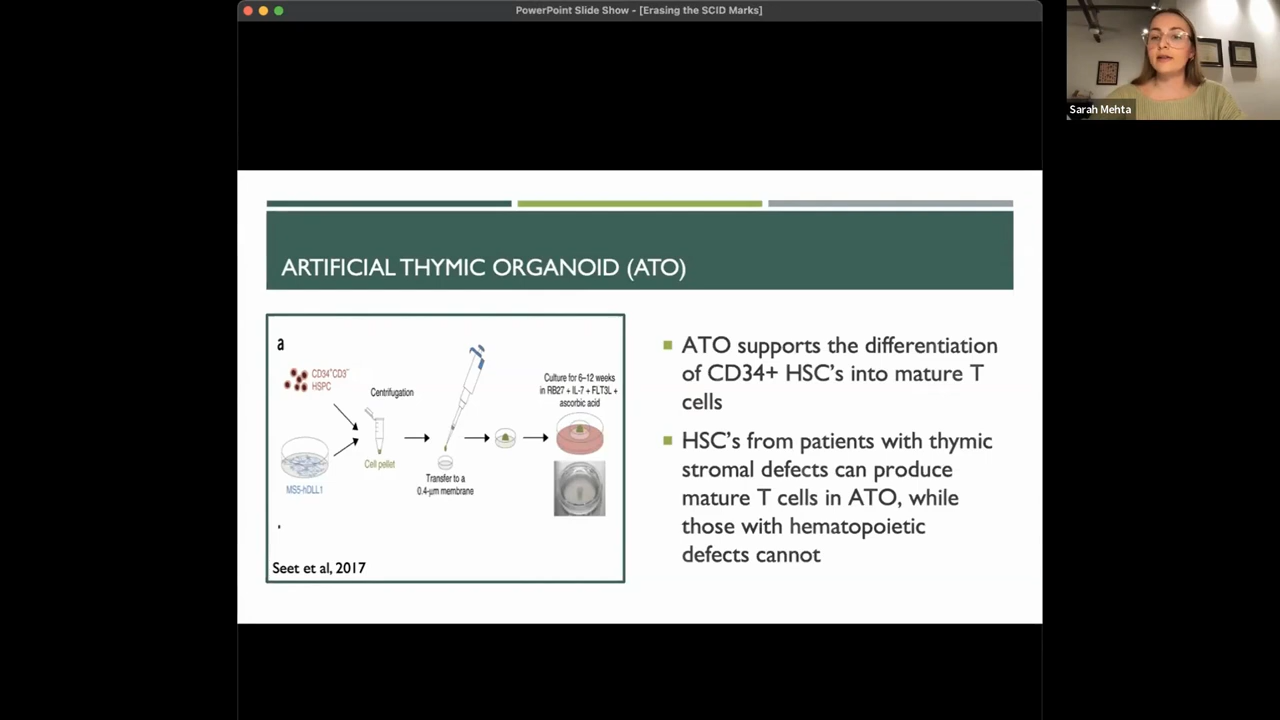 PowerPoint Slide Show - [Erasing the SCID Marks]
Sarah Mehta
ARTIFICIAL THYMIC ORGANOID (ATO)
a
CD34+CD3-
HSPC
MS5-hDLL1
Centrifugation
Cell pellet
Transfer to a
0.4-µm membrane
Culture for 6–12 weeks
in RB27 + IL-7 + FLT3L +
ascorbic acid
Seet et al, 2017
ATO supports the differentiation
of CD34+ HSC's into mature T
cells
HSC's from patients with thymic
stromal defects can produce
mature T cells in ATO, while
those with hematopoietic
defects cannot